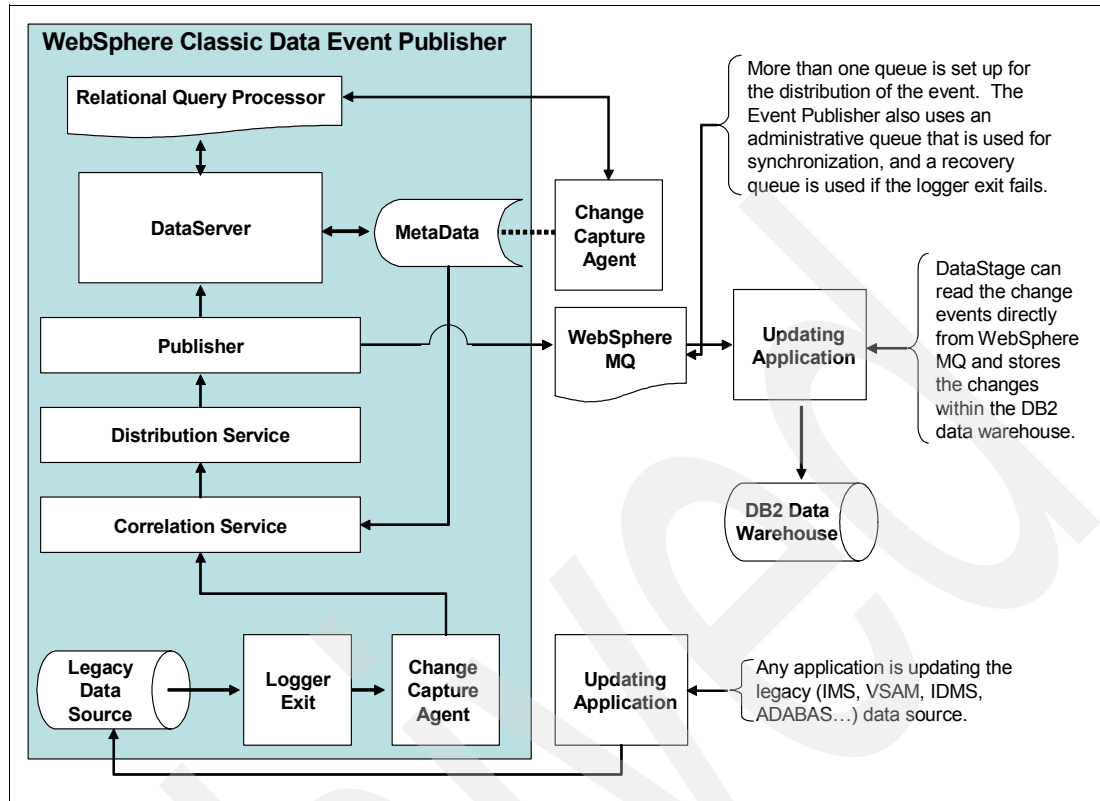 WebSphere Classic Data Event Publisher
Relational Query Processor
DataServer
MetaData
Change
Capture
Agent
Publisher
WebSphere
MQ
Updating
Application
Distribution Service
Correlation Service
DB2 Data
Warehouse
Legacy
Data
Source
Logger
Exit
Change
Capture
Agent
Updating
Application
More than one queue is set up for
the distribution of the event.  The
Event Publisher also uses an
administrative queue that is used for
synchronization, and a recovery
queue is used if the logger exit fails.
DataStage can
read the change
events directly
from WebSphere
MQ and stores
the changes
within the DB2
data warehouse.
Any application is updating the
legacy (IMS, VSAM, IDMS,
ADABAS…) data source.